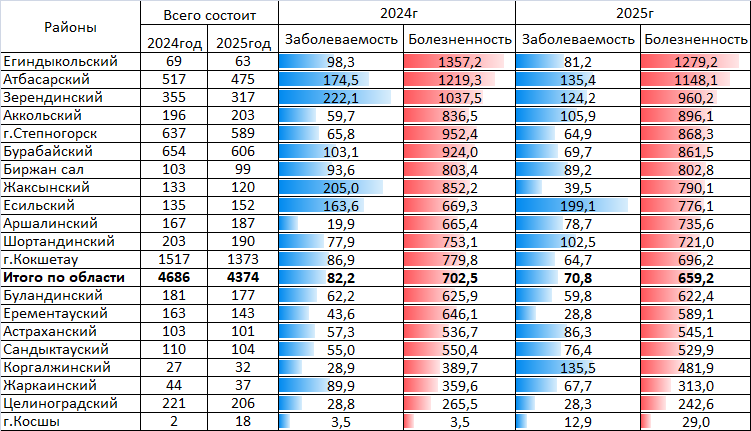 Районы Всего состоит 2024г 2025г
2024год 2025год Заболеваемость Болезненность Заболеваемость Болезненность
Егиндыкольский 69 63 98,3 1357,2 81,2 1279,2
Атбасарский 517 475 174,5 1219,3 135,4 1148,1
Зерендинский 355 317 222,1 1037,5 124,2 960,2
Аккольский 196 203 59,7 836,5 105,9 896,1
г.Степногорск 637 589 65,8 952,4 64,9 868,3
Бурабайский 654 606 103,1 924,0 69,7 861,5
Биржан сал 103 99 93,6 803,4 89,2 802,8
Жаксынский 133 120 205,0 852,2 39,5 790,1
Есильский 135 152 163,6 669,3 199,1 776,1
Аршалинский 167 187 19,9 665,4 78,7 735,6
Шортандинский 203 190 77,9 753,1 102,5 721,0
г.Кокшетау 1517 1373 86,9 779,8 64,7 696,2
Итого по области 4686 4374 82,2 702,5 70,8 659,2
Буландинский 181 177 62,2 625,9 59,8 622,4
Ерементауский 163 143 43,6 646,1 28,8 589,1
Астраханский 103 101 57,3 536,7 86,3 545,1
Сандыктауский 110 104 55,0 550,4 76,4 529,9
Коргалжинский 27 32 28,9 389,7 135,5 481,9
Жаркаинский 44 37 89,9 359,6 67,7 313,0
Целиноградский 221 206 28,8 265,5 28,3 242,6
г.Косшы 2 18 3,5 3,5 12,9 29,0